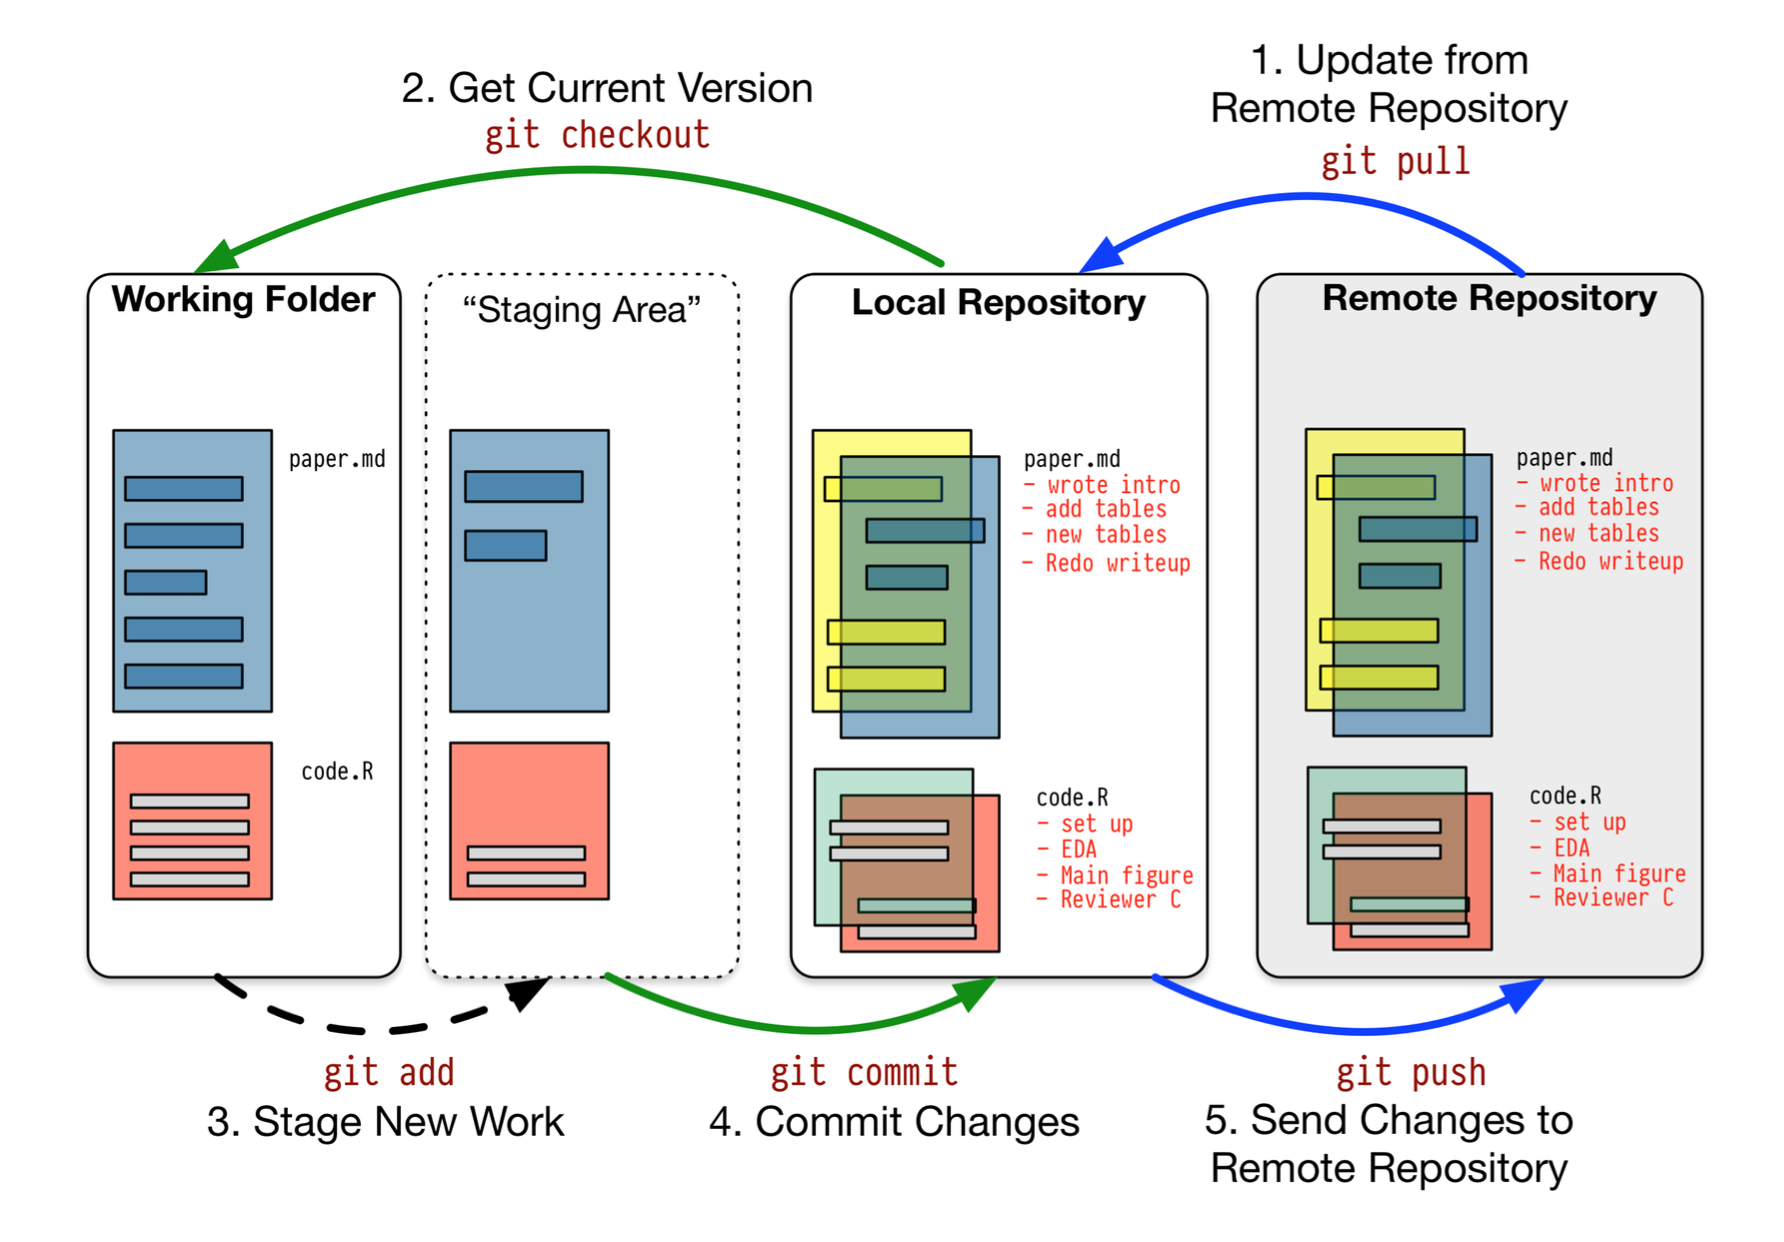 2. Get Current Version
git checkout
1. Update from
Remote Repository
git pull
Working Folder
paper.md
code.R
“Staging Area”
Local Repository
paper.md
- wrote intro
- add tables
- new tables
- Redo writeup
code.R
- set up
- EDA
- Main figure
- Reviewer C
Remote Repository
paper.md
- wrote intro
- add tables
- new tables
- Redo writeup
code.R
- set up
- EDA
- Main figure
- Reviewer C
git add
3. Stage New Work
git commit
4. Commit Changes
git push
5. Send Changes to
Remote Repository